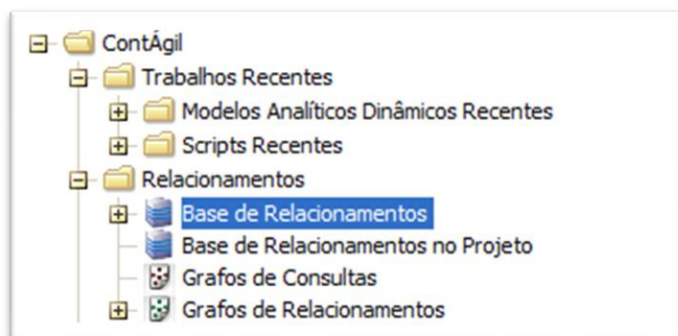 ContÁgil
Trabalhos Recentes
Modelos Analíticos Dinâmicos Recentes
Scripts Recentes
Relacionamentos
Base de Relacionamentos
Base de Relacionamentos no Projeto
Grafos de Consultas
Grafos de Relacionamentos